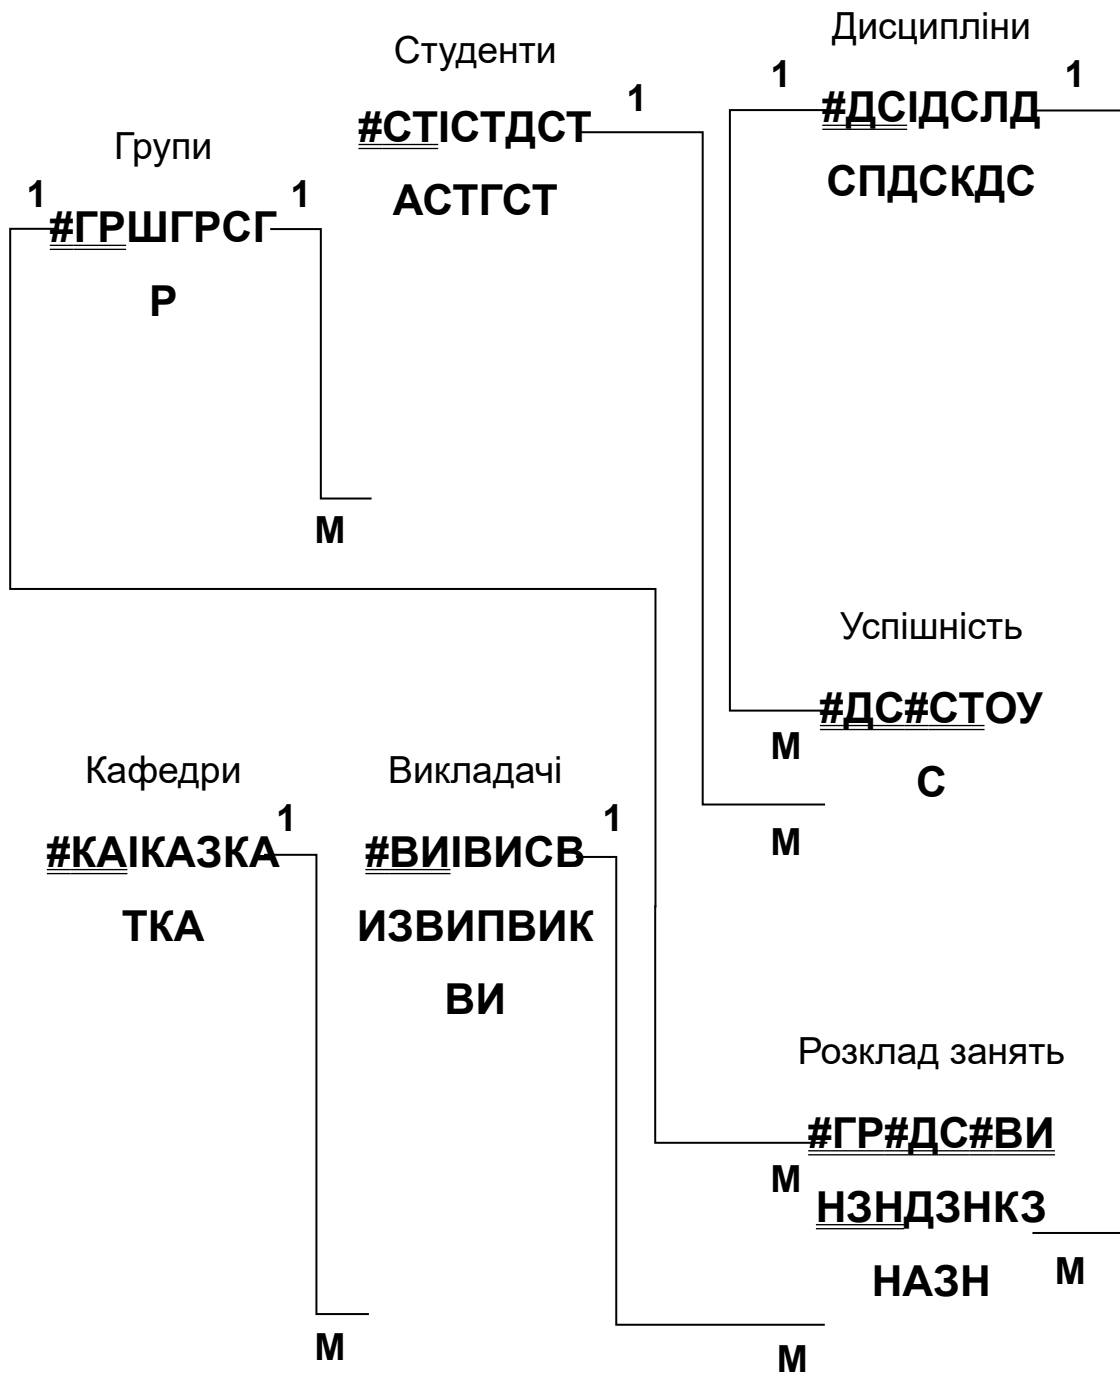 Студенти
1
#СТІСТДСТ
АСТГСТ
Дисципліни
1
1
#ДСІДСЛД
СПДСКДС
Групи
1
1
#ГРШГРСГ
Р
М
Успішність
#ДС#СТОУ
С
М
М
Кафедри
1
#КАІКАЗКА
ТКА
М
Викладачі
1
#ВИІВИСВ
ИЗВИПВИК
ВИ
М
Розклад занять
#ГР#ДС#ВИ
НЗНДЗНКЗ
НАЗН
М
М